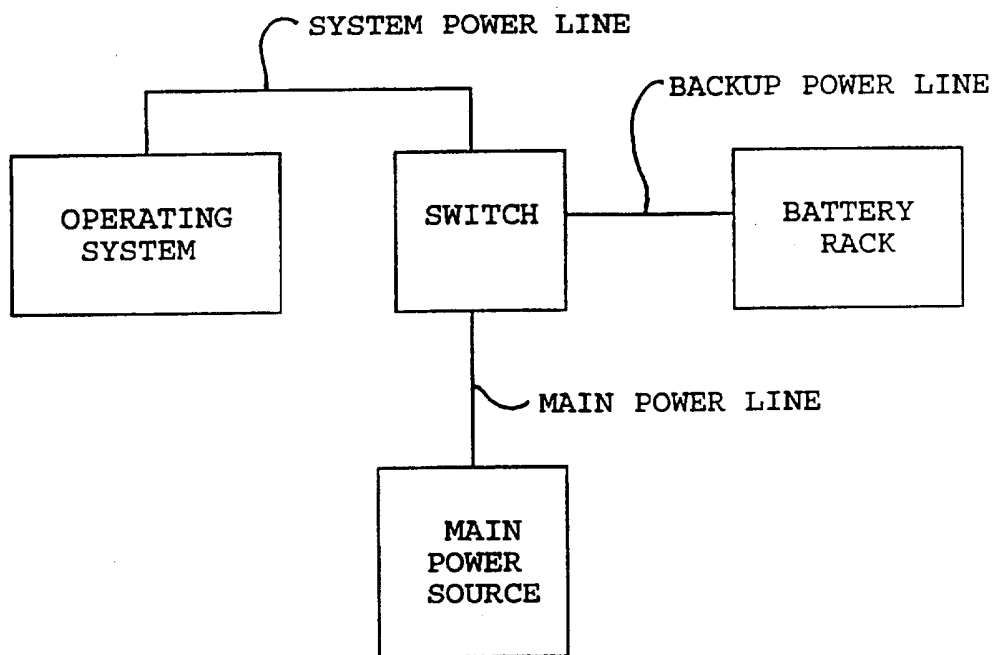 SYSTEM POWER LINE
BACKUP POWER LINE
OPERATING
SYSTEM
SWITCH
BATTERY
RACK
MAIN POWER LINE
MAIN
POWER
SOURCE